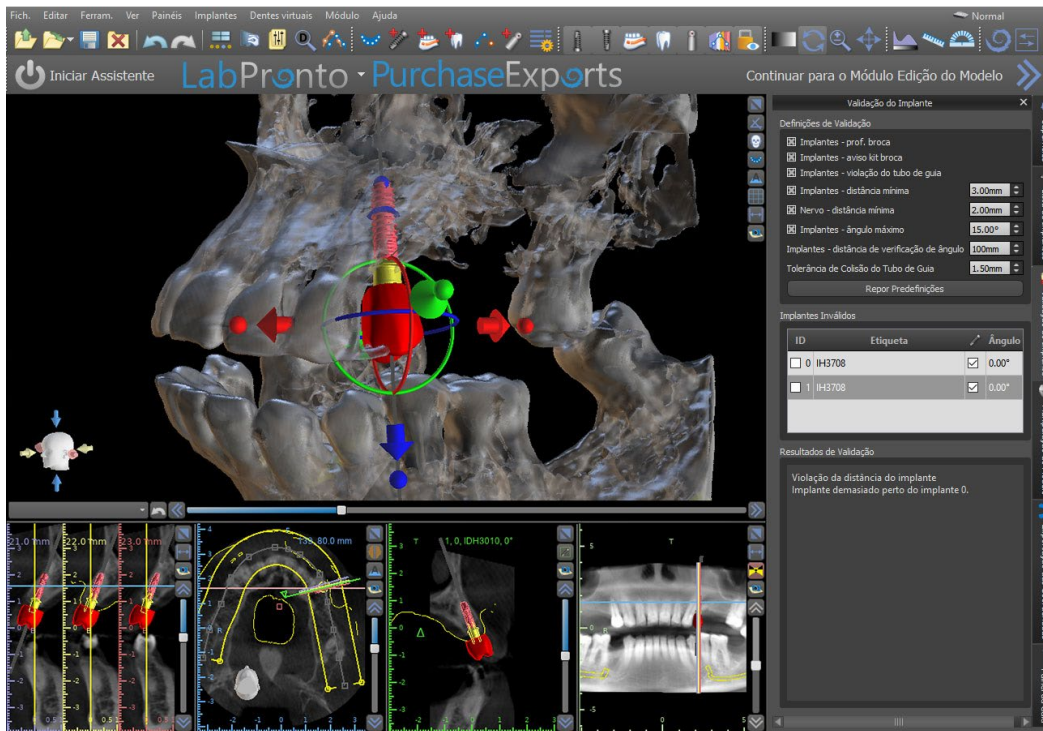 Fich. Editar Ferram. Ver Painéis Implantes Dentes virtuais Módulo Ajuda
Normal
Iniciar Assistente
LabPronto PurchaseExports
Continuar para o Módulo Edição do Modelo
Validação do Implante
Definições de Validação
Implantes - prof. broca
Implantes - aviso kit broca
Implantes - violação do tubo de guia
Implantes - distância mínima 3.00mm
Nervo - distância mínima 2.00mm
Implantes - ângulo máximo 15.00°
Implantes - distância de verificação de ângulo 100mm
Tolerância de Colisão do Tubo de Guia 1.50mm
Repor Predefinições
Implantes Inválidos
ID Etiqueta Ângulo
0 IH3708 0.00°
1 IH3708 0.00°
Resultados de Validação
Violação da distância do implante
Implante demasiado perto do implante 0.
21.0 mm 22.0 mm 23.0 mm
80.0 mm
T 1, 0, IDH3010, 0°
T
R
R